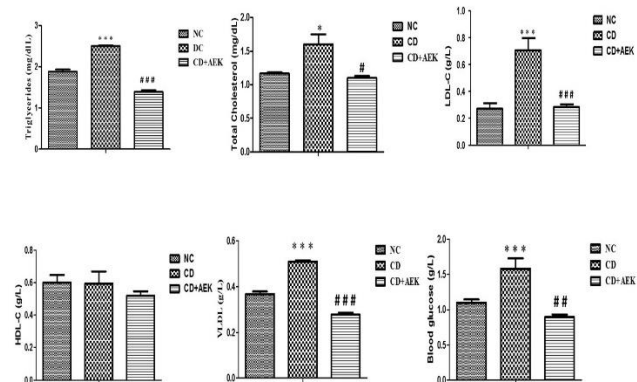 Triglycerides (mg/dlL)
3
2
1
0
***
###
NC
DC
CD+AEK
Total Cholesterol (mg/dL)
2.0
1.5
1.0
0.5
0.0
*
#
NC
CD
CD+AEK
LDL-C (g/L)
0.8
0.6
0.4
0.2
0.0
***
###
NC
CD
CD+AEK
HDL-C (g/L)
0.8
0.6
0.4
0.2
0.0
NC
CD
CD+AEK
VLDL (g/L)
0.6
0.4
0.2
0.0
***
###
NC
CD
CD+AEK
Blood glucose (g/L)
2.0
1.5
1.0
0.5
0.0
***
##
NC
CD
CD+AEK